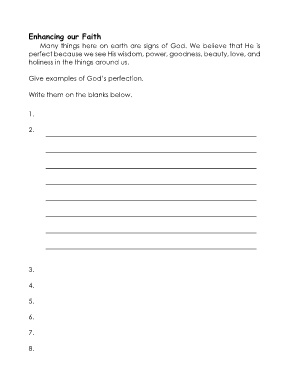 Enhancing our Faith
Many things here on earth are signs of God. We believe that He is
perfect because we see His wisdom, power, goodness, beauty, love, and
holiness in the things around us.
Give examples of God's perfection.
Write them on the blanks below.
1.
2.
3.
4.
5.
6.
7.
8.